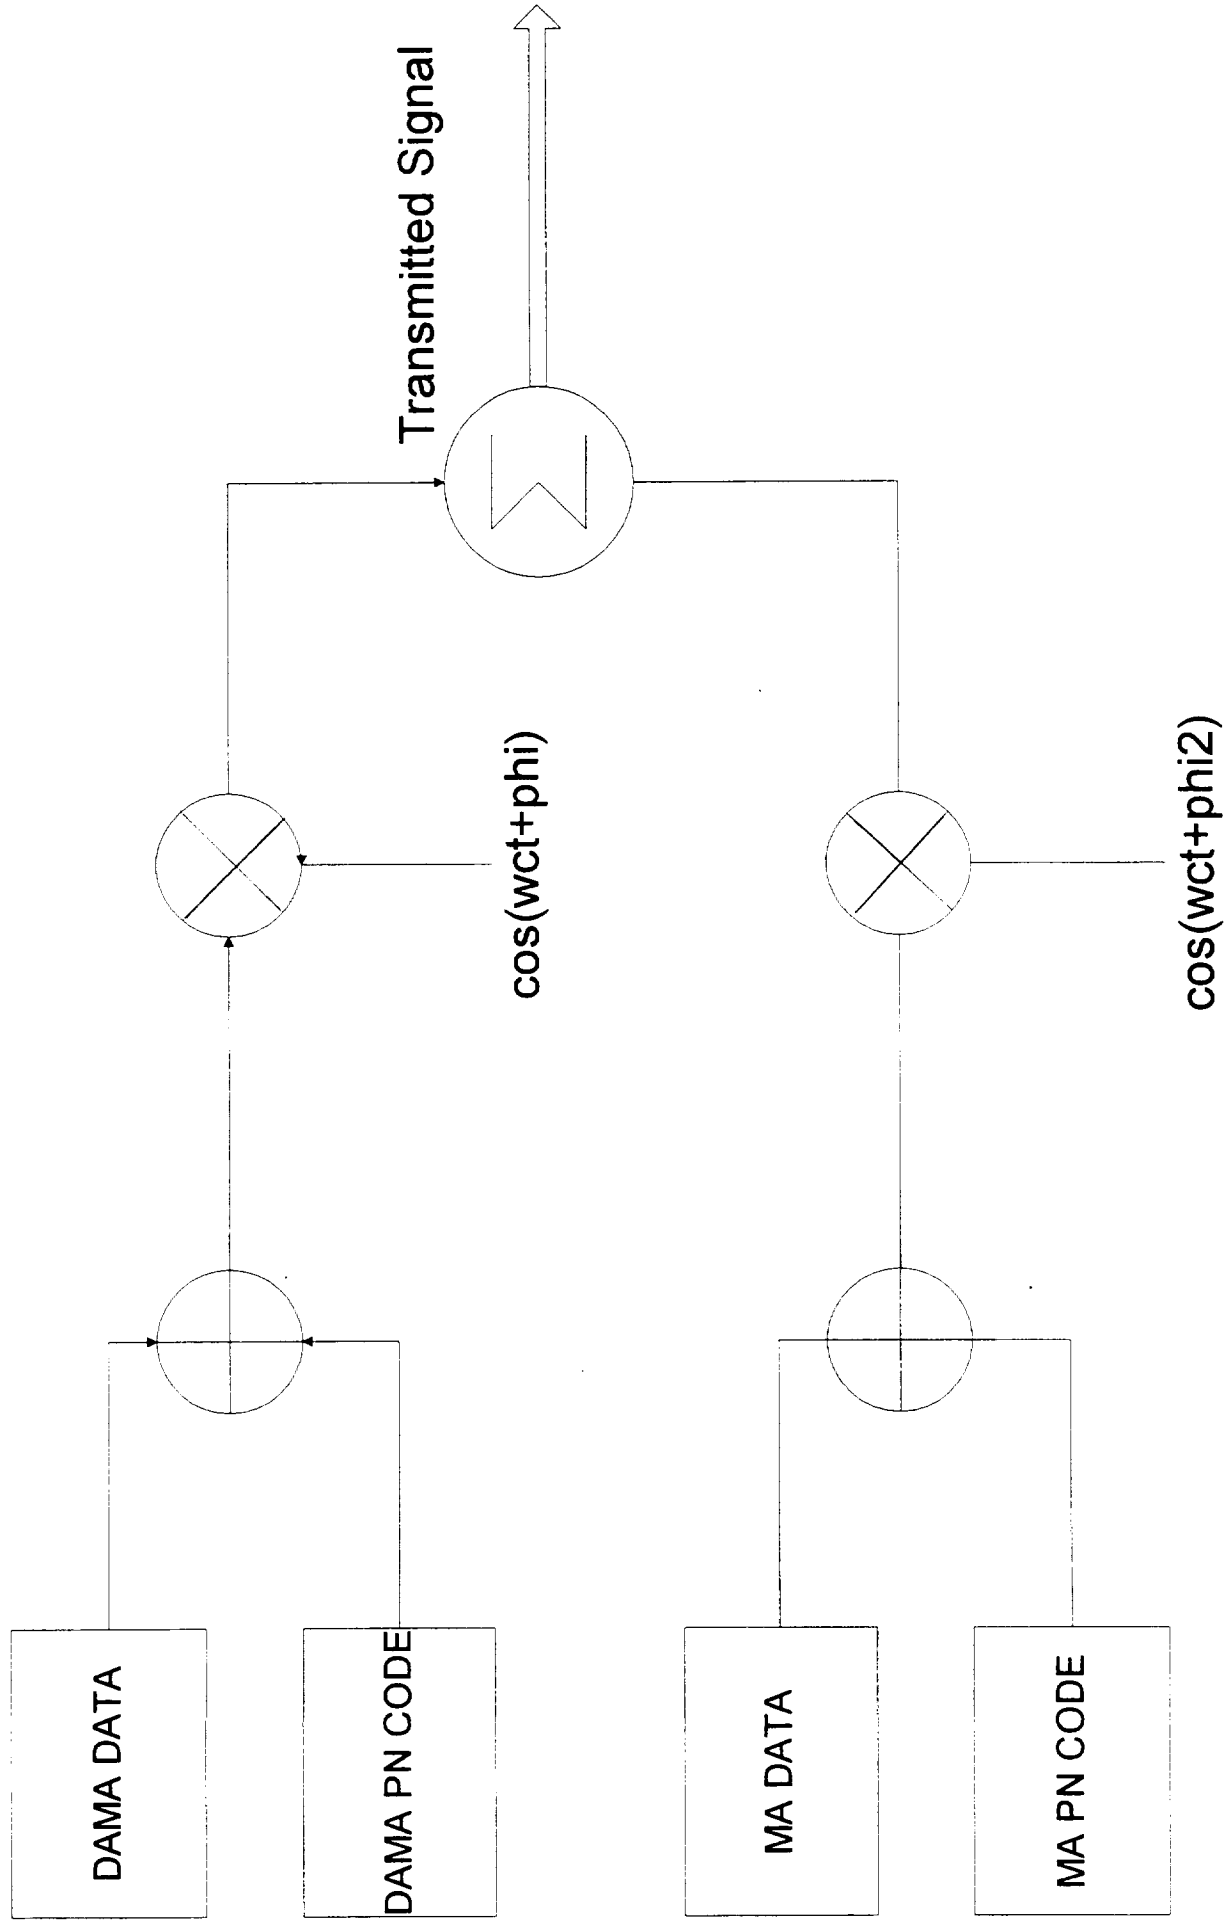 DAMA DATA
DAMA PN CODE
cos(wct+phi)
Transmitted Signal
Σ
MA DATA
MA PN CODE
cos(wct+phi2)